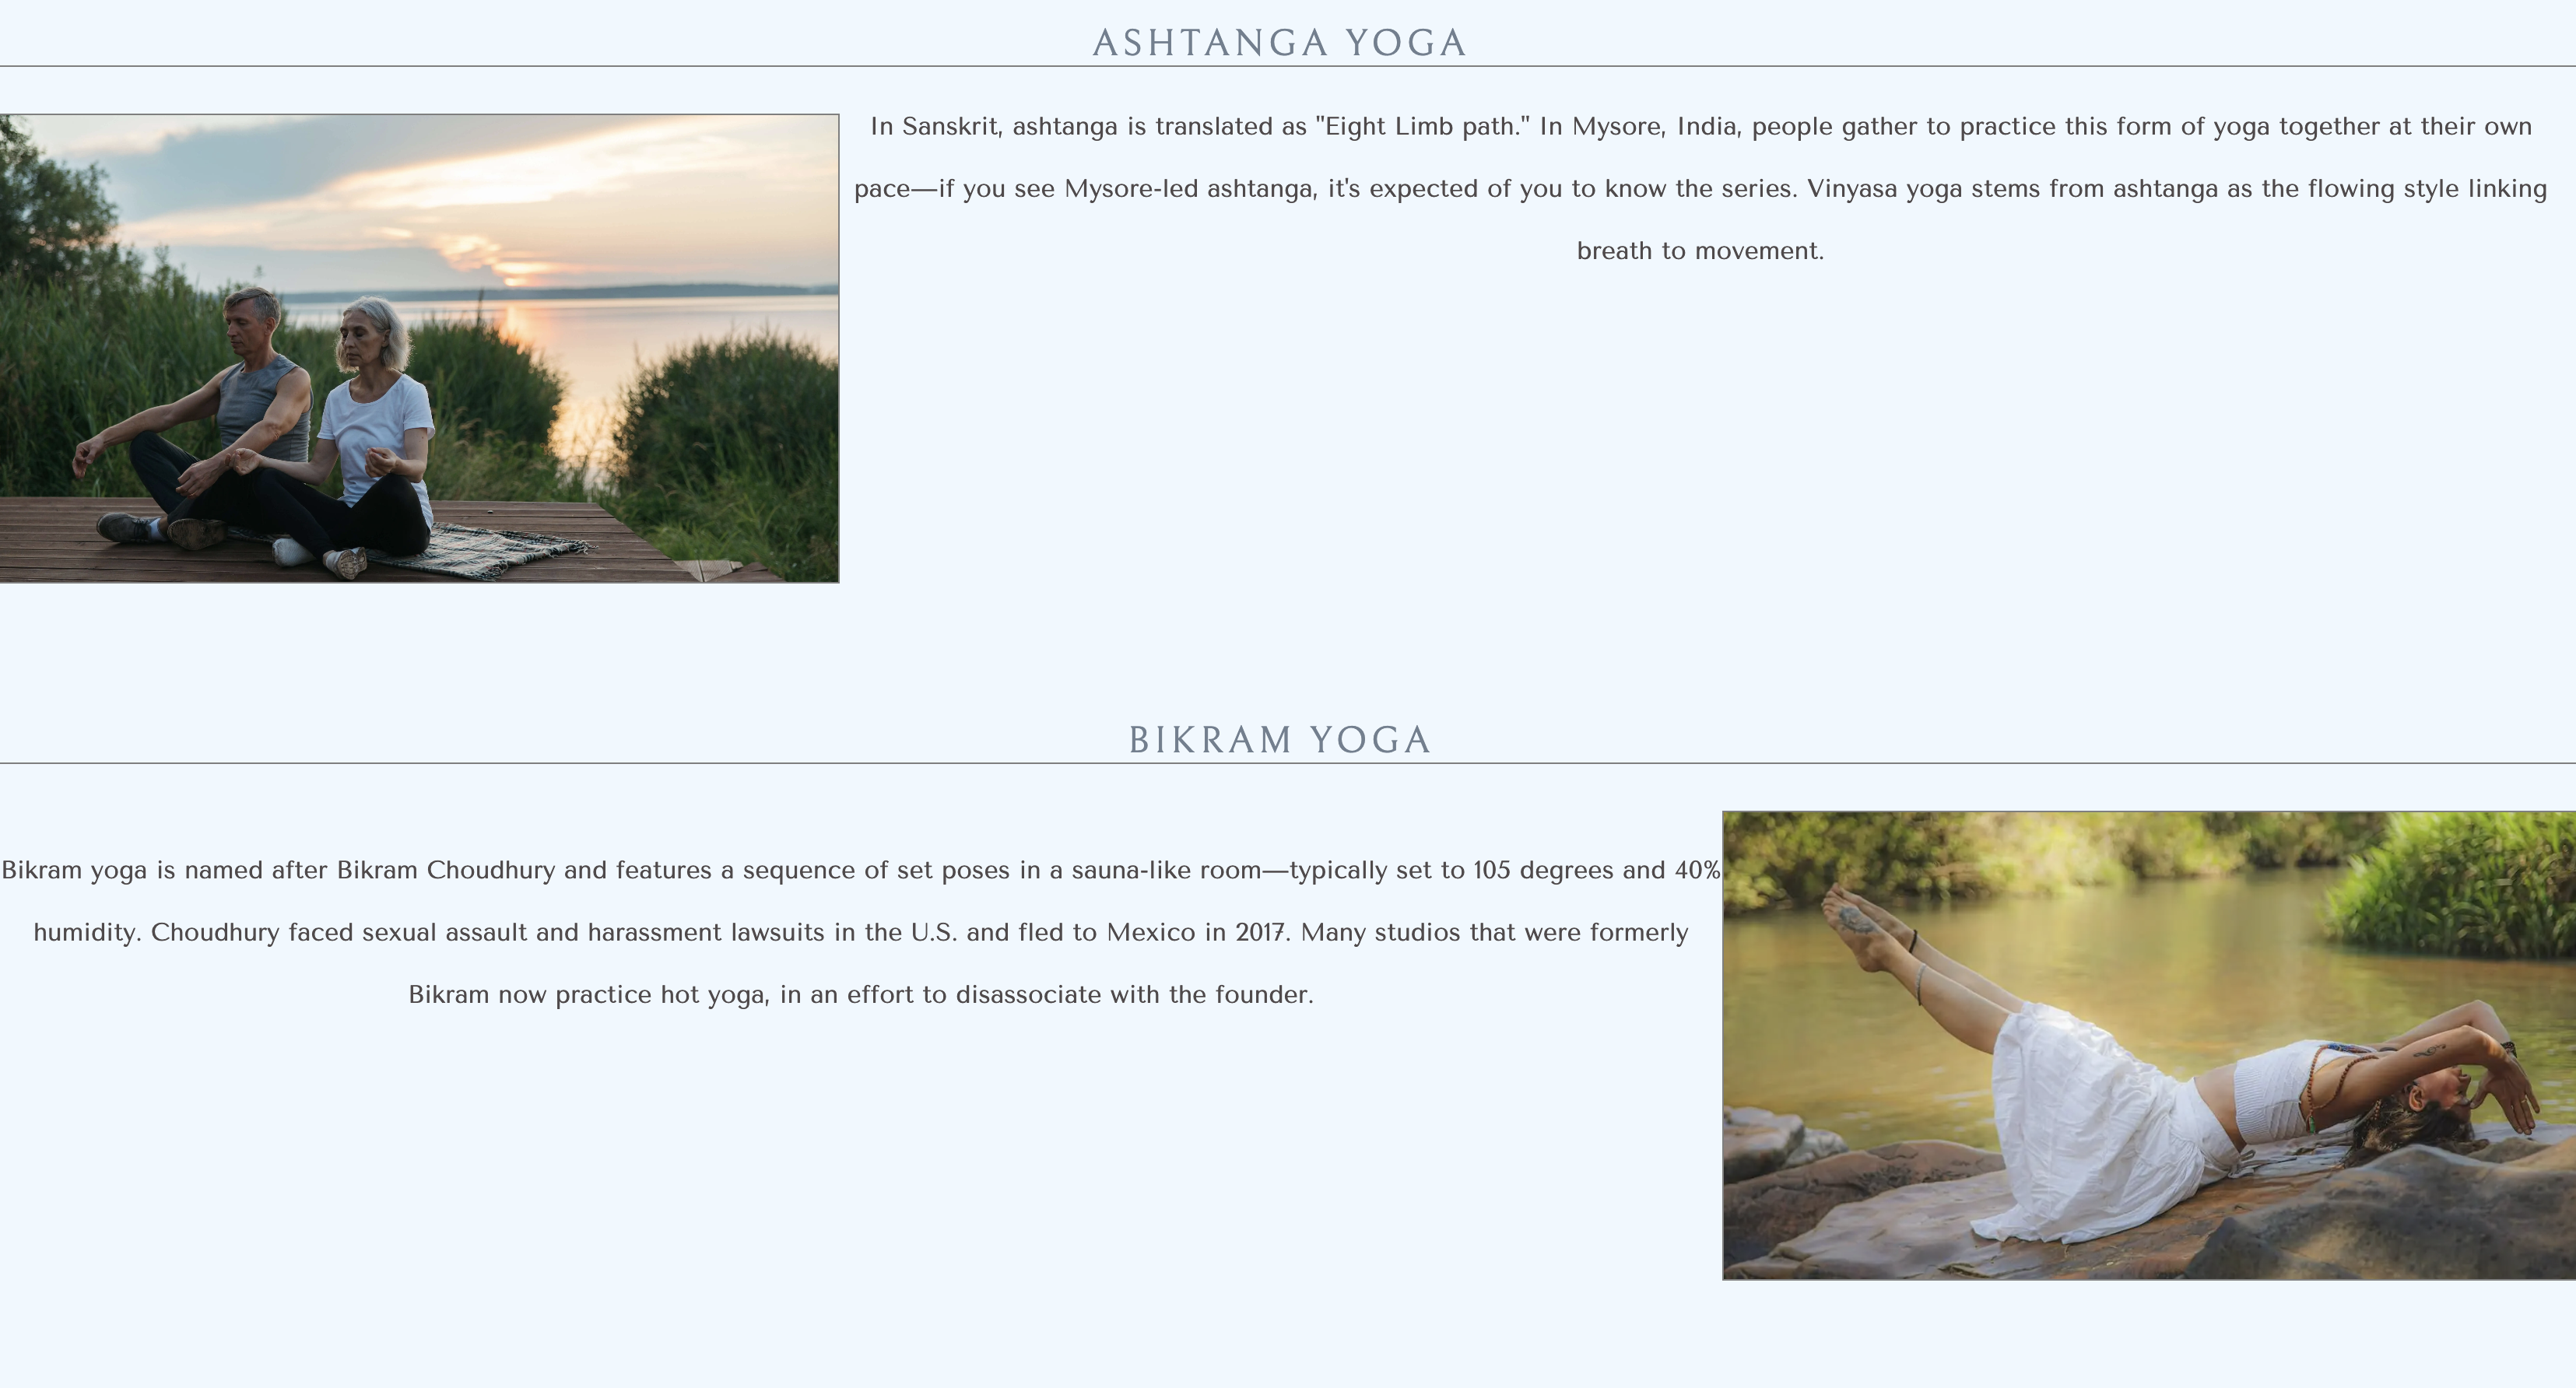 ASHTANGA YOGA
In Sanskrit, ashtanga is translated as "Eight Limb path." In Mysore, India, people gather to practice this form of yoga together at their own
pace—if you see Mysore-led ashtanga, it's expected of you to know the series. Vinyasa yoga stems from ashtanga as the flowing style linking
breath to movement.
BIKRAM YOGA
Bikram yoga is named after Bikram Choudhury and features a sequence of set poses in a sauna-like room—typically set to 105 degrees and 40%
humidity. Choudhury faced sexual assault and harassment lawsuits in the U.S. and fled to Mexico in 2017. Many studios that were formerly
Bikram now practice hot yoga, in an effort to disassociate with the founder.